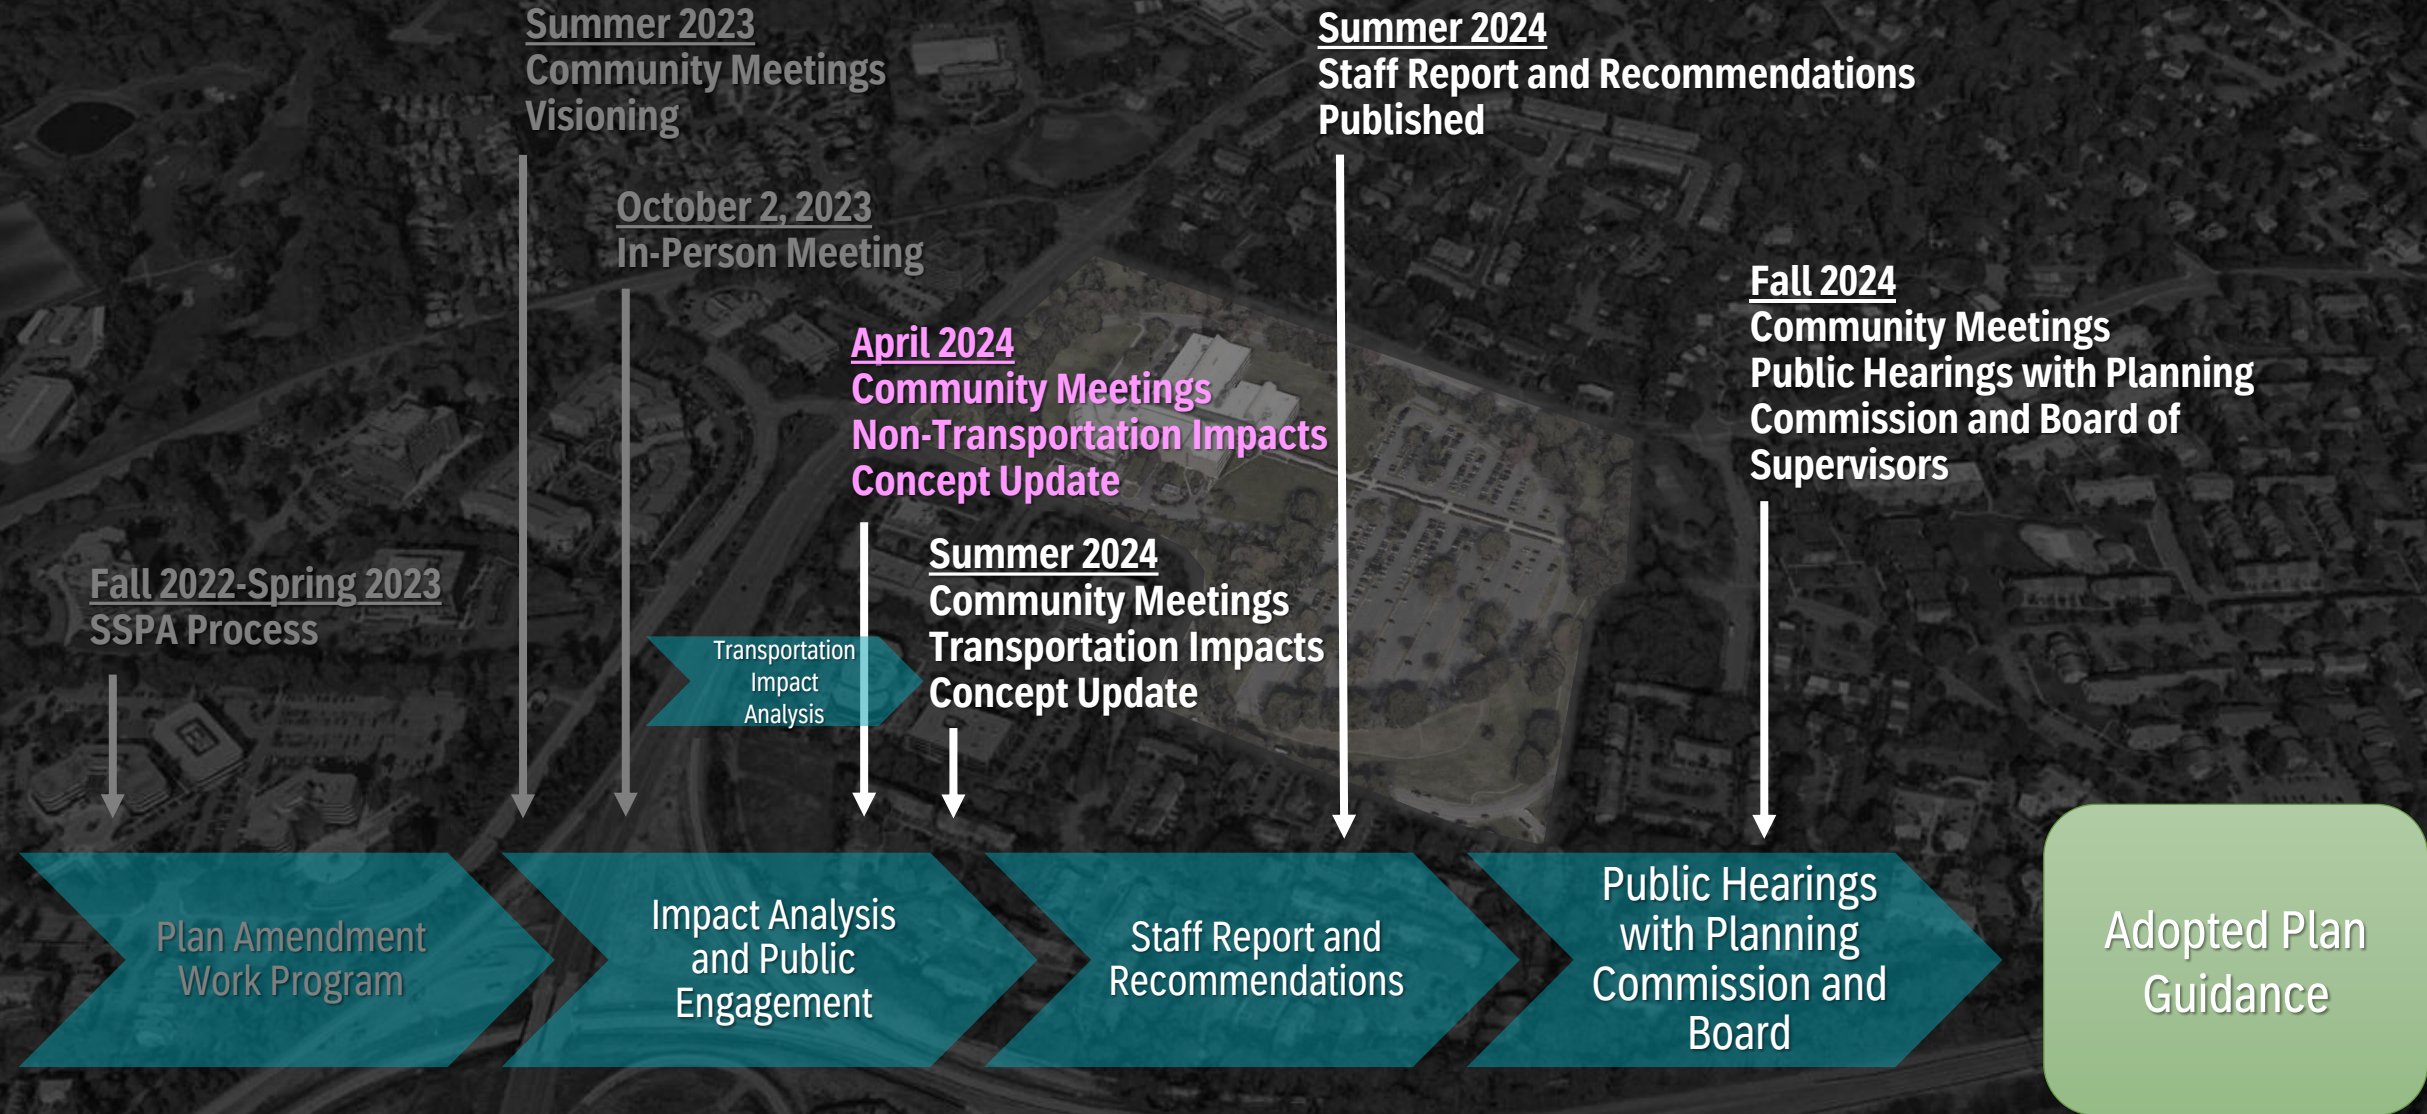 Summer 2023
Community Meetings
Visioning
Summer 2024
Staff Report and Recommendations
Published
October 2, 2023
In-Person Meeting
Fall 2024
Community Meetings
Public Hearings with Planning
Commission and Board of
Supervisors
April 2024
Community Meetings
Non-Transportation Impacts
Concept Update
Summer 2024
Community Meetings
Transportation Impacts
Concept Update
Fall 2022-Spring 2023
SSPA Process
Transportation
Impact
Analysis
Plan Amendment
Work Program
Impact Analysis
and Public
Engagement
Staff Report and
Recommendations
Public Hearings
with Planning
Commission and
Board
Adopted Plan
Guidance